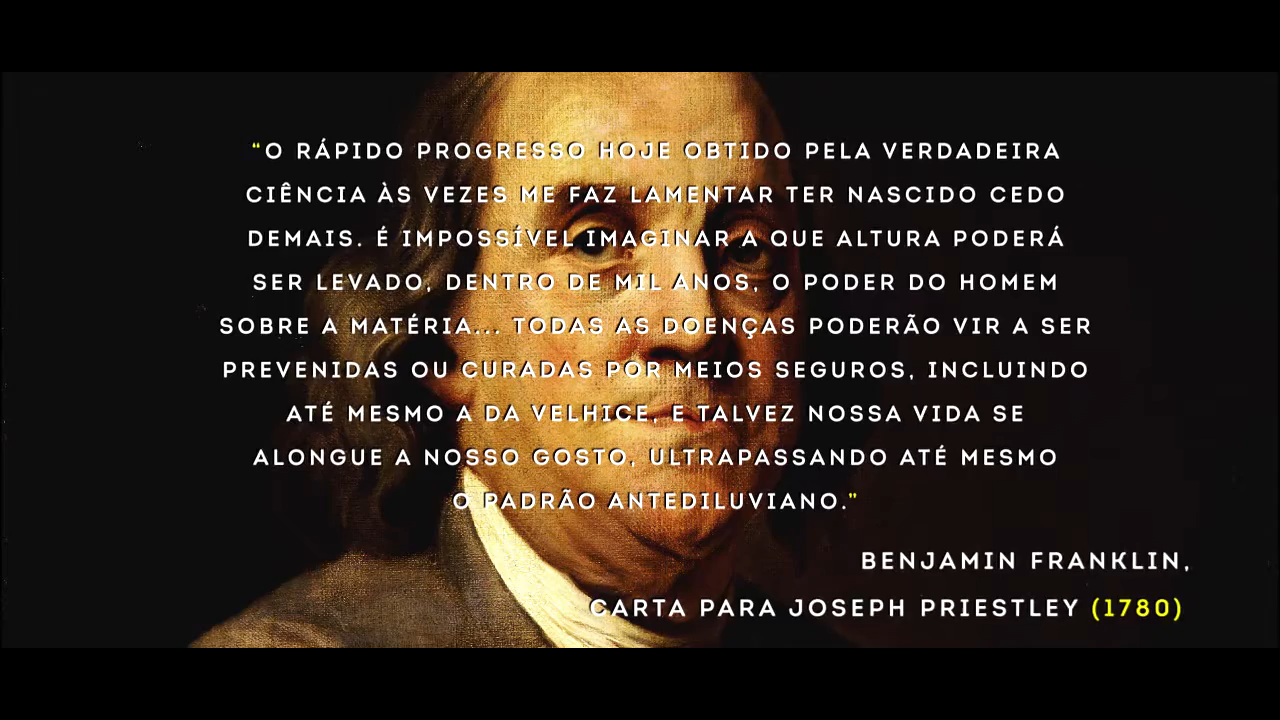 “O RÁPIDO PROGRESSO HOJE OBTIDO PELA VERDADEIRA
CIÊNCIA ÀS VEZES ME FAZ LAMENTAR TER NASCIDO CEDO
DEMAIS. É IMPOSSÍVEL IMAGINAR A QUE ALTURA PODERÁ
SER LEVADO, DENTRO DE MIL ANOS, O PODER DO HOMEM
SOBRE A MATÉRIA... TODAS AS DOENÇAS PODERÃO VIR A SER
PREVENIDAS OU CURADAS POR MEIOS SEGUROS, INCLUINDO
ATÉ MESMO A DA VELHICE, E TALVEZ NOSSA VIDA SE
ALONGUE A NOSSO GOSTO, ULTRAPASSANDO ATÉ MESMO
O PADRÃO ANTEDILUVIANO.”
BENJAMIN FRANKLIN,
CARTA PARA JOSEPH PRIESTLEY (1780)